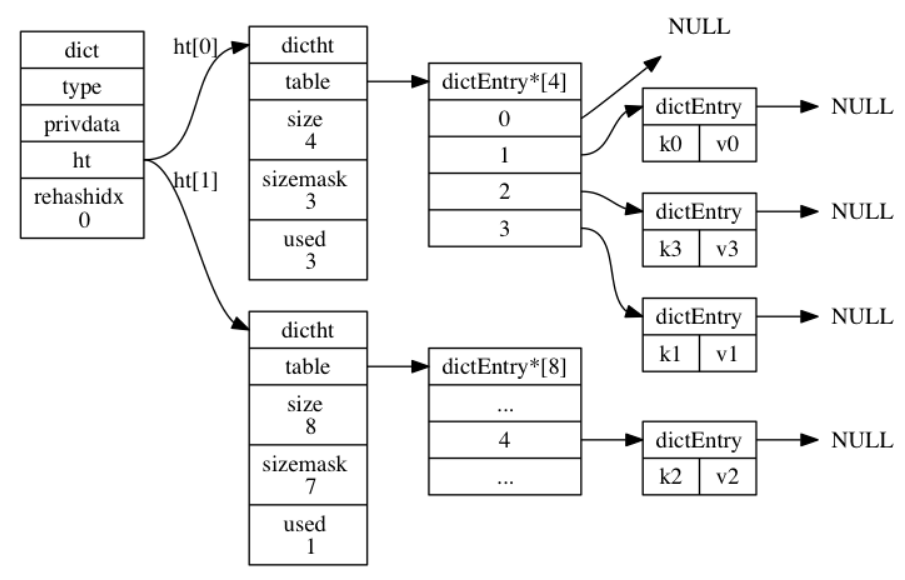 dict
type
privdata
ht
rehashidx
0
ht[0]
ht[1]
dictht
table
size
4
sizemask
3
used
3
dictEntry*[4]
0
1
2
3
NULL
dictEntry
k0 v0
NULL
dictEntry
k3 v3
NULL
dictEntry
k1 v1
NULL
dictht
table
size
8
sizemask
7
used
1
dictEntry*[8]
...
4
...
dictEntry
k2 v2
NULL